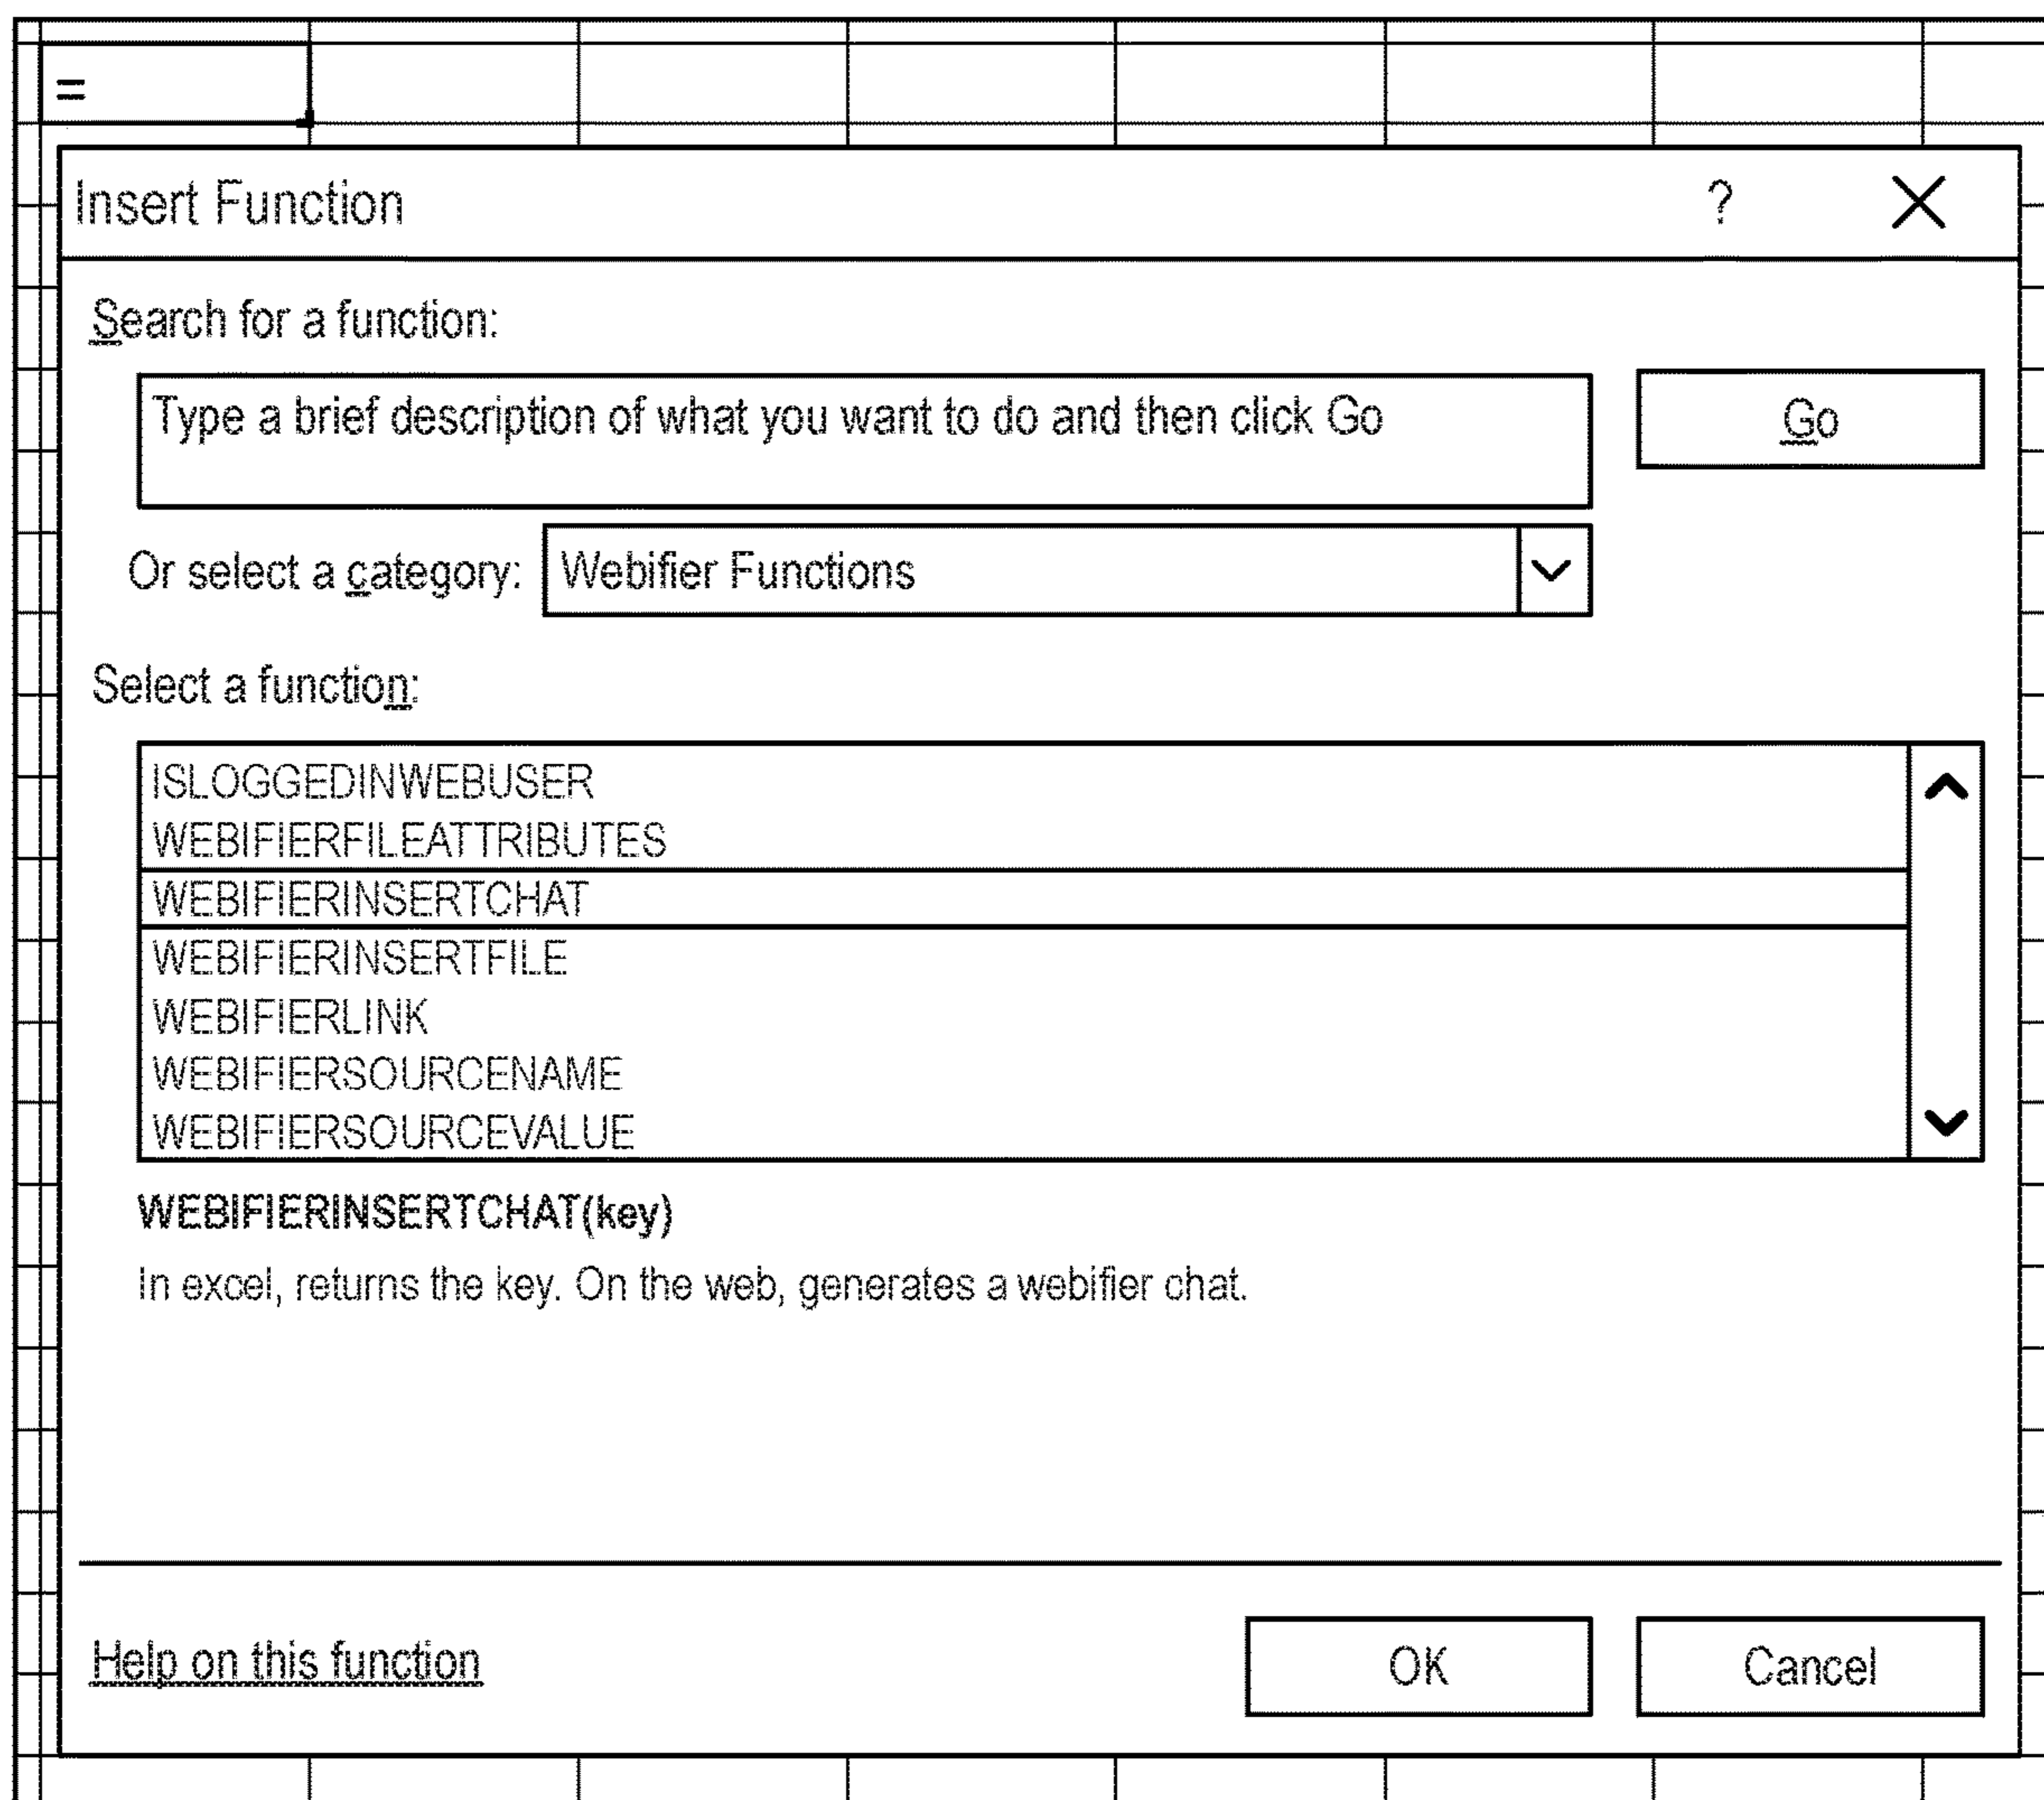 =
Insert Function ?
Search for a function:
Type a brief description of what you want to do and then click Go
Go
Or select a category: Webifier Functions
Select a function:
ISLOGGEDINWEBUSER
WEBIFIERFILEATTRIBUTES
WEBIFIERINSERTCHAT
WEBIFIERINSERTFILE
WEBIFIERLINK
WEBIFIERSOURCENAME
WEBIFIERSOURCEVALUE
WEBIFIERINSERTCHAT(key)
In excel, returns the key. On the web, generates a webifier chat.
Help on this function
OK
Cancel